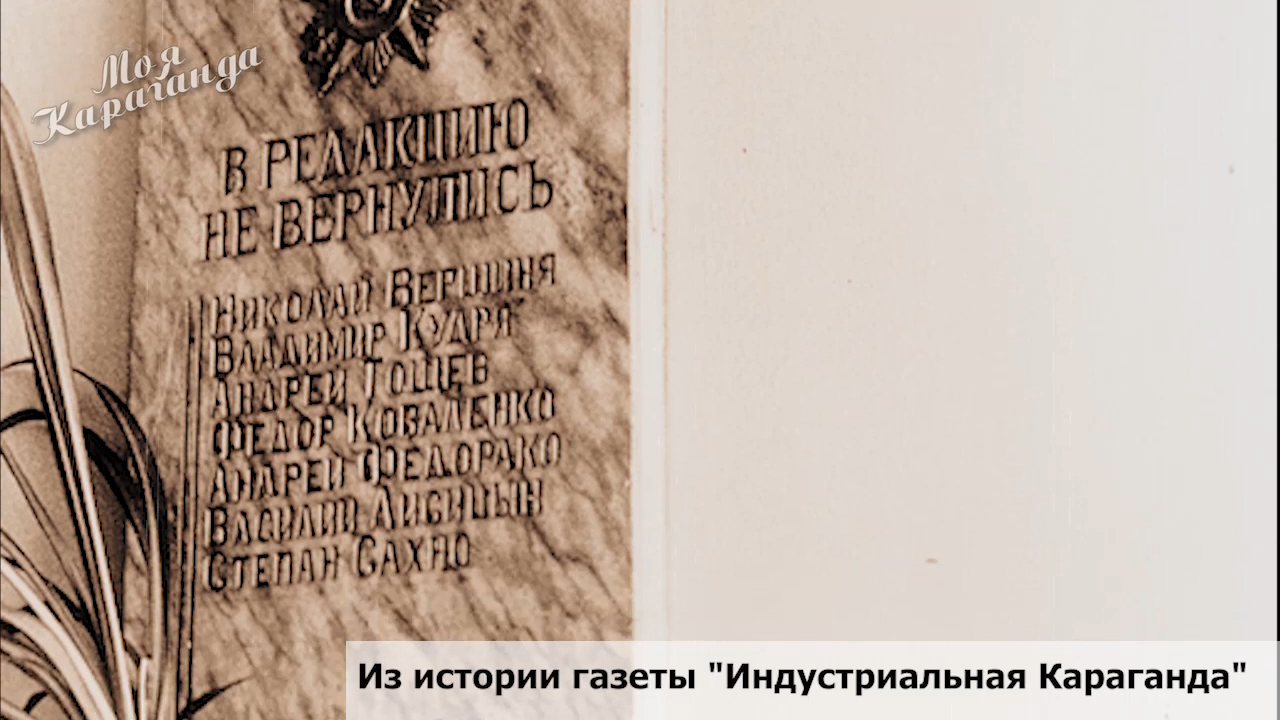 Моя
Караганда
В РЕДАКЦИЮ
НЕ ВЕРНУЛИСЬ
НИКОЛАЙ ВЕРШИНЯ
ВЛАДИМИР КУДРЯ
АНДРЕЙ ТОЩЕВ
ФЕДОР КОВАЛЕНКО
АНДРЕЙ ФЕДОРАКО
ВАСИЛИЙ ЛИСИЦЫН
СТЕПАН САХНО
Из истории газеты "Индустриальная Караганда"